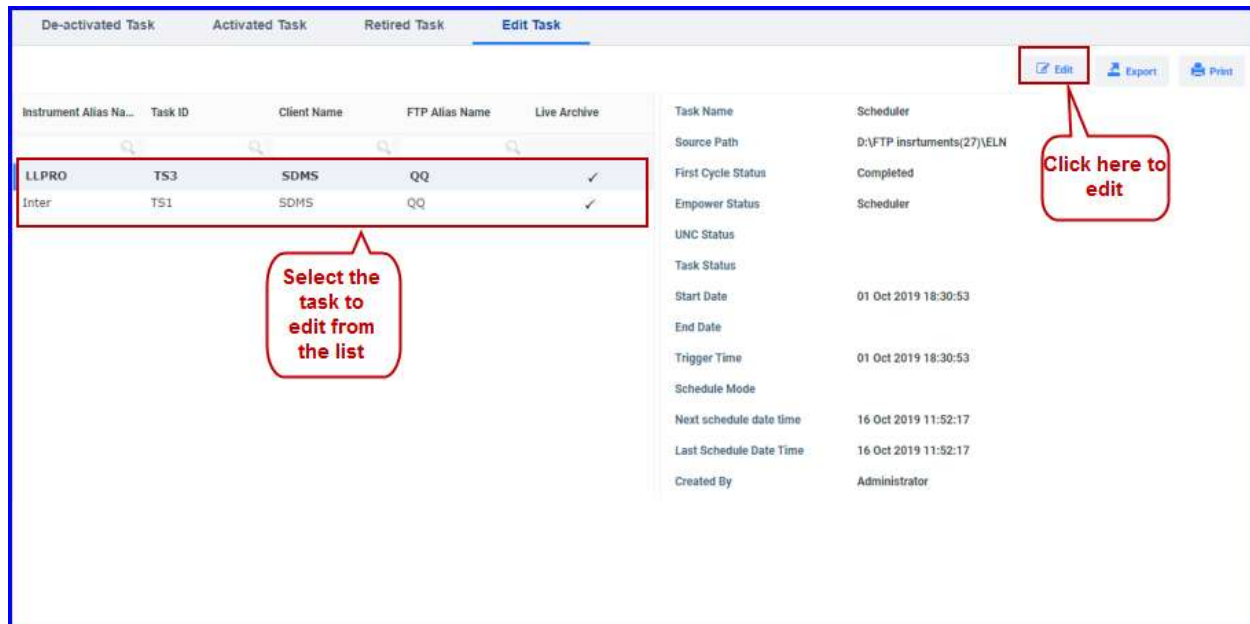 De-activated Task Activated Task Retired Task Edit Task
Edit Export Print
Instrument Alias Na... Task ID Client Name FTP Alias Name Live Archive
LLPRO TS3 SDMS QQ ✓
Inter TS1 SDMS QQ ✓
Select the
task to
edit from
the list
Task Name Scheduler
Source Path D:\FTP insrtuments(27)\ELN
First Cycle Status Completed
Empower Status Scheduler
UNC Status
Task Status
Start Date 01 Oct 2019 18:30:53
End Date
Trigger Time 01 Oct 2019 18:30:53
Schedule Mode
Next schedule date time 16 Oct 2019 11:52:17
Last Schedule Date Time 16 Oct 2019 11:52:17
Created By Administrator
Click here to
edit